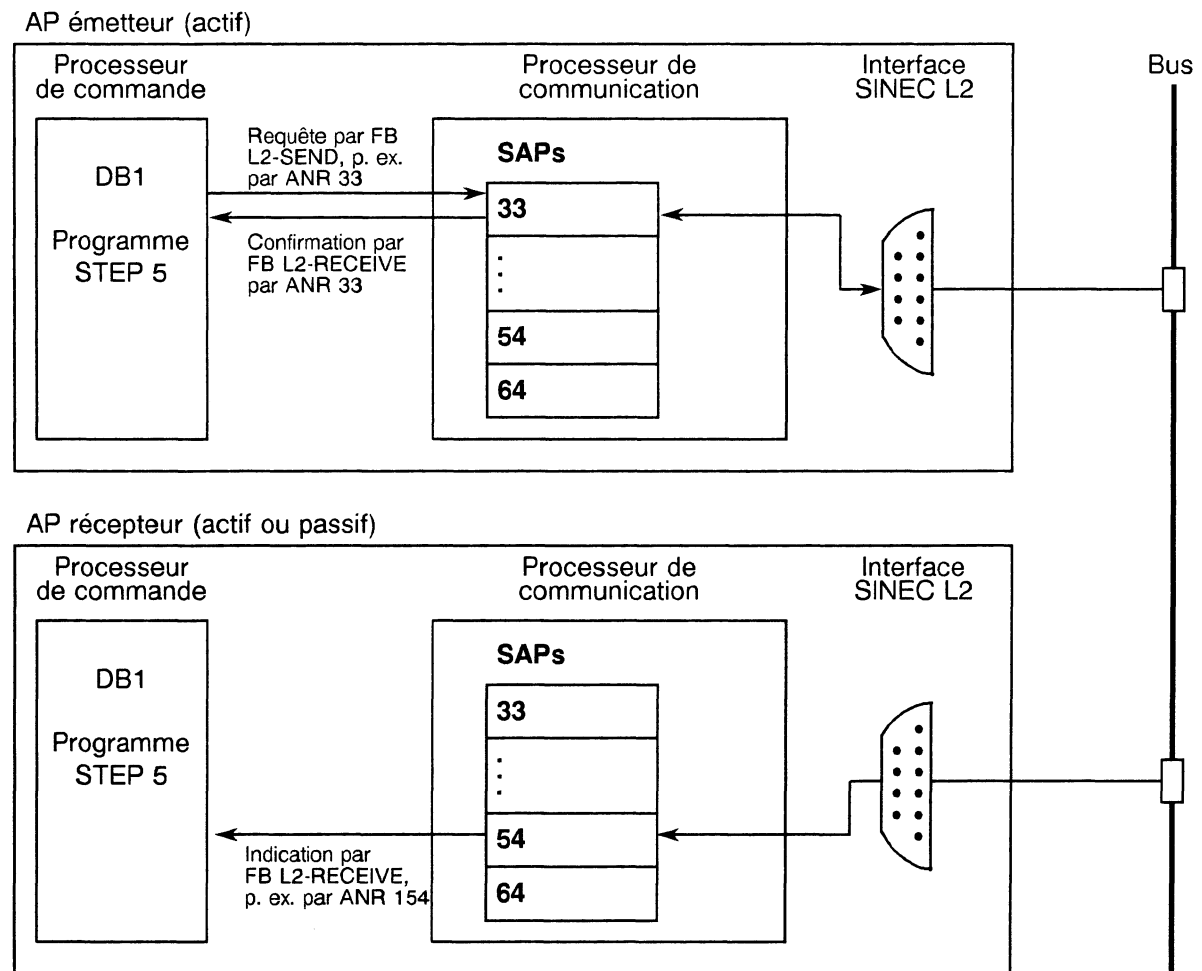 AP émetteur (actif)
Processeur
de commande
Processeur de
communication
Interface
SINEC L2
Bus
DB1
Programme
STEP 5
Requête par FB
L2-SEND, p. ex.
par ANR 33
Confirmation par
FB L2-RECEIVE
par ANR 33
SAPs
33
54
64
AP récepteur (actif ou passif)
Processeur
de commande
Processeur de
communication
Interface
SINEC L2
DB1
Programme
STEP 5
Indication par
FB L2-RECEIVE,
p. ex. par ANR 154
SAPs
33
54
64